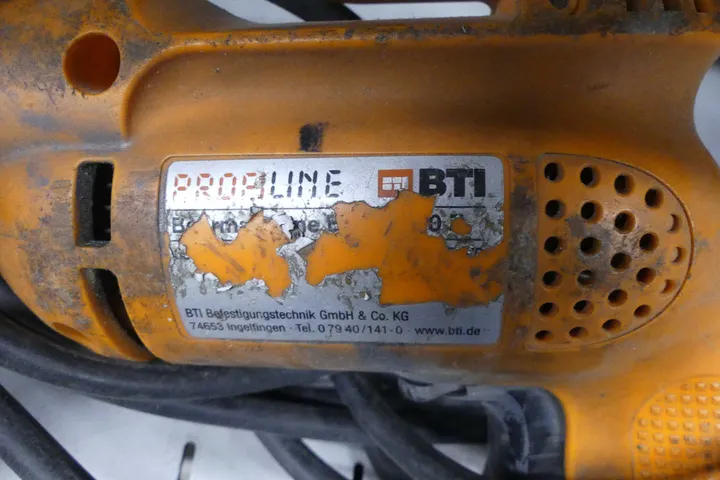 PROFILINE BTI
BTI Befestigungstechnik GmbH & Co. KG
74653 Ingelfingen · Tel. 0 79 40/141-0 · www.bti.de